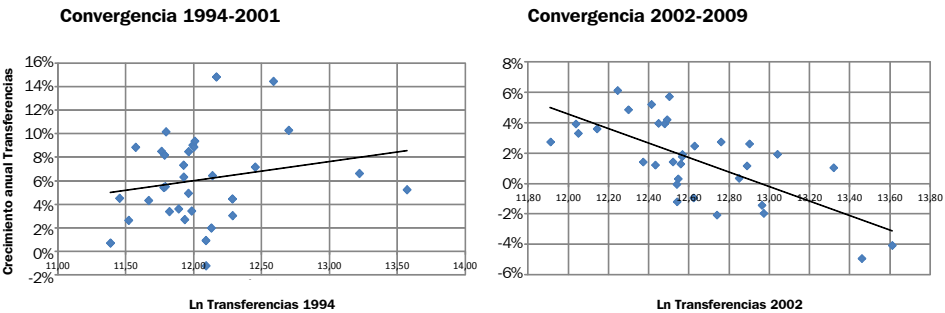 Convergencia 1994-2001
Crecimiento anual Transferencias
16%
14%
12%
10%
8%
6%
4%
2%
0%
-2%
11,00 11,50 12,00 12,50 13,00 13,50 14,00
Ln Transferencias 1994
Convergencia 2002-2009
8%
6%
4%
2%
0%
-2%
-4%
-6%
11,80 12,00 12,20 12,40 12,60 12,80 13,00 13,20 13,40 13,60 13,80
Ln Transferencias 2002